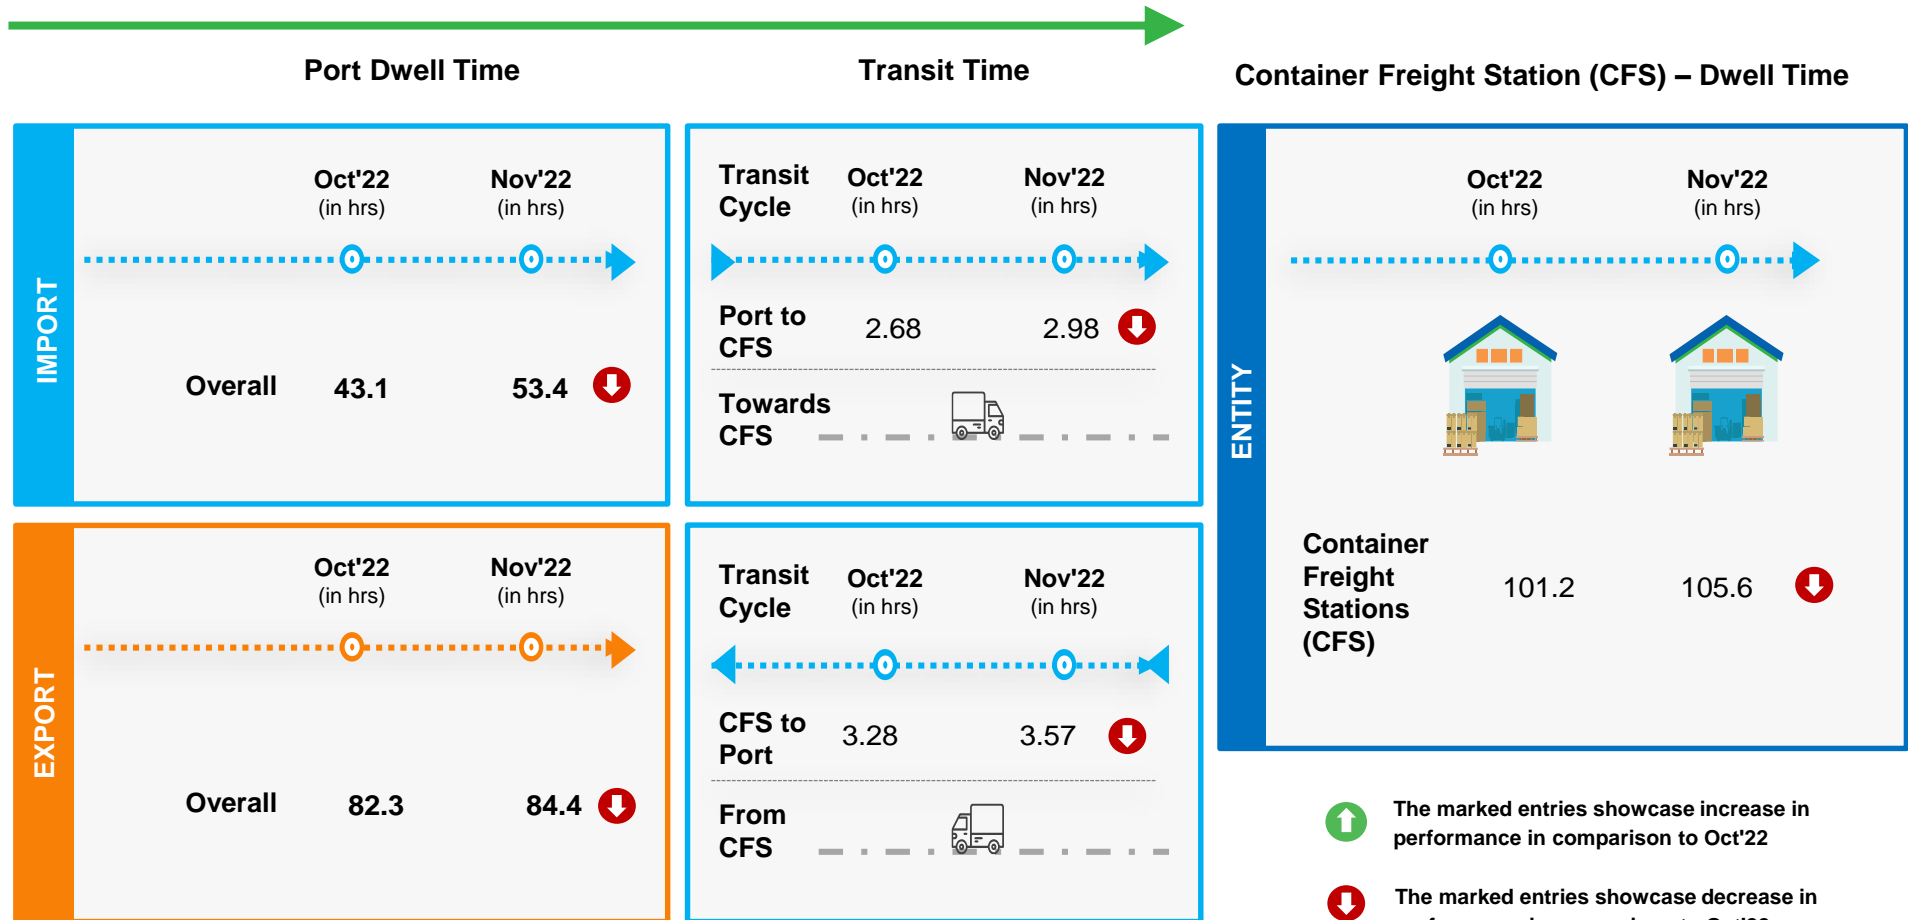 Port Dwell Time
Transit Time
Container Freight Station (CFS) – Dwell Time
IMPORT
Oct'22
(in hrs)
Nov'22
(in hrs)
Overall 43.1 53.4
Transit
Cycle
Oct'22
(in hrs)
Nov'22
(in hrs)
Port to
CFS
2.68 2.98
Towards
CFS
ENTITY
Oct'22
(in hrs)
Nov'22
(in hrs)
Container
Freight
Stations
(CFS)
101.2 105.6
EXPORT
Oct'22
(in hrs)
Nov'22
(in hrs)
Overall 82.3 84.4
Transit
Cycle
Oct'22
(in hrs)
Nov'22
(in hrs)
CFS to
Port
3.28 3.57
From
CFS
The marked entries showcase increase in
performance in comparison to Oct'22
The marked entries showcase decrease in